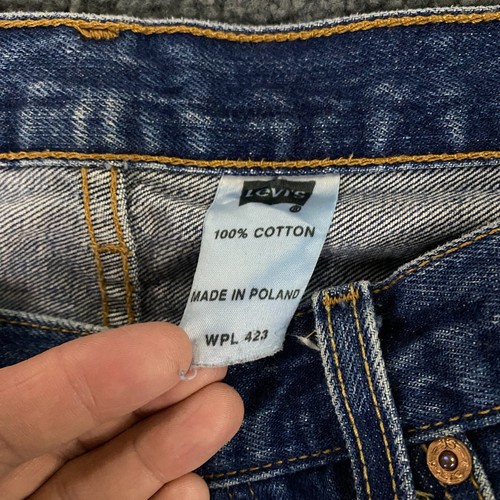 LEVI'S ®
100% COTTON
MADE IN POLAND
WPL 423